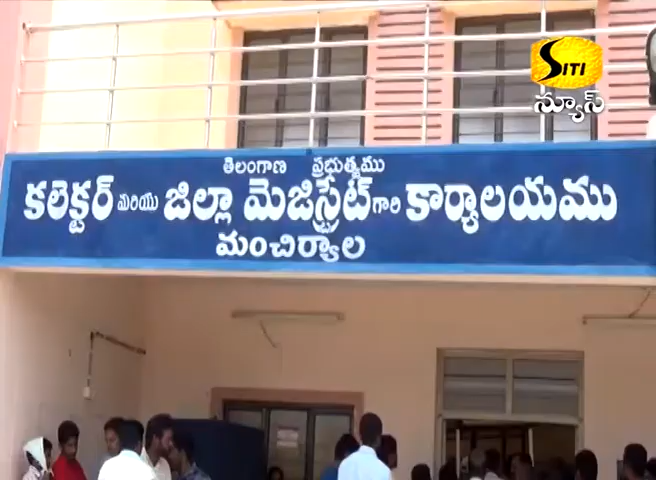 SITI
న్యూస్
తెలంగాణ ప్రభుత్వము
కలెక్టర్ మరియు జిల్లా మెజిస్ట్రేట్ గారి కార్యాలయము
మంచిర్యాల